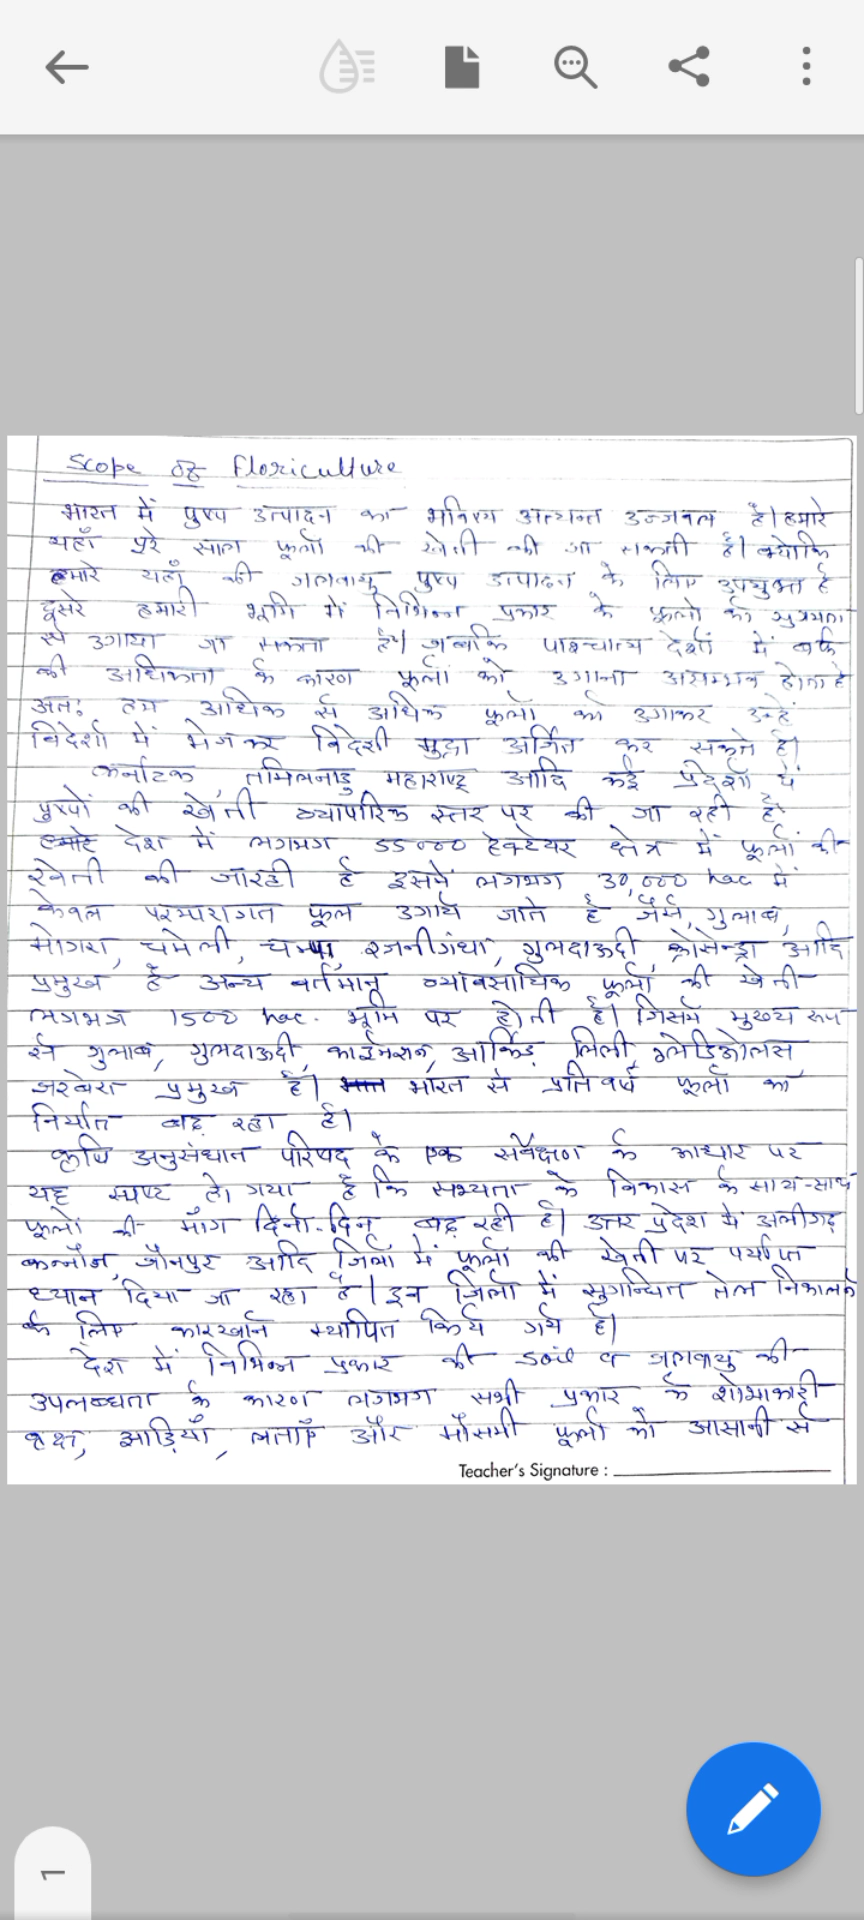 Scope of Floriculture
भारत में पुष्प उत्पादन का भविष्य अत्यन्त उज्जवल है। हमारे
यहाँ पूरे साल फूलों की खेती की जा सकती है। क्योकि
हमारे यहाँ की जलवायु पुष्प उत्पादन के लिए उपयुक्त है
दूसरे हमारी भूमि में विभिन्न प्रकार के फूलों को सुगमता
से उगाया जा सकता है। जबकि पाश्चात्य देशों में बर्फ
की अधिकता के कारण फूलों को उगाना असम्भव होता है
अतः हम अधिक से अधिक फूलों को उगाकर उन्हें
विदेशों में भेजकर विदेशी मुद्रा अर्जित कर सकते है।
कर्नाटक, तमिलनाडु महाराष्ट्र आदि कई प्रदेशों में
पुष्पों की खेती व्यापारिक स्तर पर की जा रही है।
हमारे देश में लगभग 55000 हेक्टेयर क्षेत्र में फूलों की
खेती की जारही है इसमें लगभग 30,000 hac में
केवल परम्परागत फूल उगाये जाते है जैसे, गुलाब,
मोगरा, चमेली, चम्पा, रजनीगंधा, गुलदाऊदी, क्रोसेन्ड्रा आदि
प्रमुख है अन्य वर्तमान व्यावसायिक फूलों की खेती
लगभग 1500 hac. भूमि पर होती है। जिसमें मुख्य रूप
से गुलाब, गुलदाऊदी, कार्ईनेशन, आर्किड लिली, ग्लेडिओलस,
जरबेरा प्रमुख है। भारत से प्रतिवर्ष फूलों का
निर्यात बढ़ रहा है।
कृषि अनुसंधान परिषद के एक सर्वेक्षण के आधार पर
यह स्पष्ट हो गया है कि सभ्यता के विकास के साथ-साथ
फूलों की माँग दिनों-दिन बढ़ रही है। उत्तर प्रदेश में अलीगढ़
कन्नौज, जौनपुर आदि जिलों में फूलों की खेती पर पर्याप्त
ध्यान दिया जा रहा है। इन जिलों में सुगन्धित तेल निकालने
के लिए कारखाने स्थापित किये गये है।
देश में विभिन्न प्रकार की soil व जलवायु की
उपलब्धता के कारण लगभग सभी प्रकार के शोभाकारी
वृक्ष, झाड़ियाँ, लताएँ और मौसमी फूलों को आसानी से
Teacher's Signature :
1